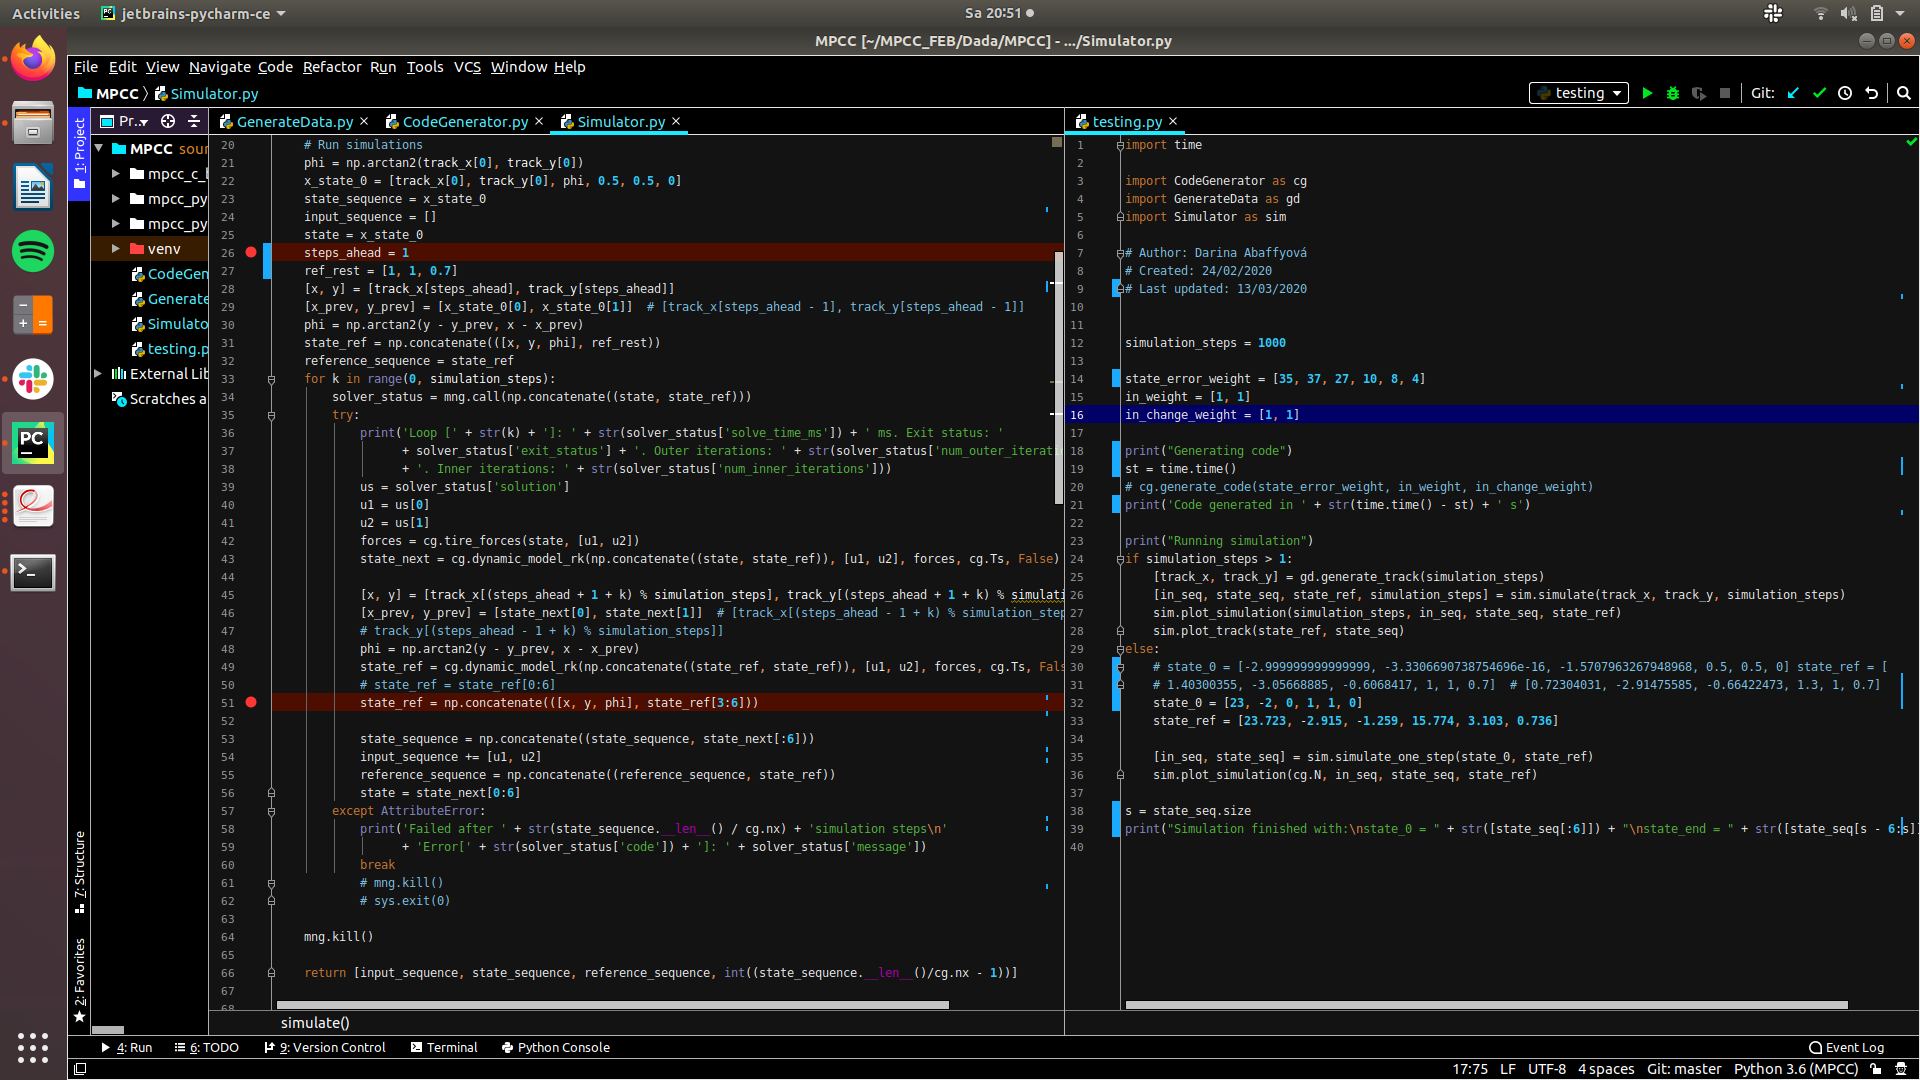 Activities
jetbrains-pycharm-ce
Sa 20:51
MPCC [~/MPCC_FEB/Dada/MPCC] - .../Simulator.py
File Edit View Navigate Code Refactor Run Tools VCS Window Help
MPCC Simulator.py
testing
Git:
1: Project
7: Structure
2: Favorites
Pr..
MPCC sour
mpcc_c_
mpcc_py
mpcc_py
venv
CodeGen
Generate
Simulato
testing.p
External Lib
Scratches a
GenerateData.py
CodeGenerator.py
Simulator.py
20 # Run simulations
21 phi = np.arctan2(track_x[0], track_y[0])
22 x_state_0 = [track_x[0], track_y[0], phi, 0.5, 0.5, 0]
23 state_sequence = x_state_0
24 input_sequence = []
25 state = x_state_0
26 steps_ahead = 1
27 ref_rest = [1, 1, 0.7]
28 [x, y] = [track_x[steps_ahead], track_y[steps_ahead]]
29 [x_prev, y_prev] = [x_state_0[0], x_state_0[1]]  # [track_x[steps_ahead - 1], track_y[steps_ahead - 1]]
30 phi = np.arctan2(y - y_prev, x - x_prev)
31 state_ref = np.concatenate(([x, y, phi], ref_rest))
32 reference_sequence = state_ref
33 for k in range(0, simulation_steps):
34 solver_status = mng.call(np.concatenate((state, state_ref)))
35 try:
36 print('Loop [' + str(k) + ']: ' + str(solver_status['solve_time_ms']) + ' ms. Exit status: '
37 + solver_status['exit_status'] + '. Outer iterations: ' + str(solver_status['num_outer_iterati
38 + '. Inner iterations: ' + str(solver_status['num_inner_iterations']))
39 us = solver_status['solution']
40 u1 = us[0]
41 u2 = us[1]
42 forces = cg.tire_forces(state, [u1, u2])
43 state_next = cg.dynamic_model_rk(np.concatenate((state, state_ref)), [u1, u2], forces, cg.Ts, False)
44
45 [x, y] = [track_x[(steps_ahead + 1 + k) % simulation_steps], track_y[(steps_ahead + 1 + k) % simulati
46 [x_prev, y_prev] = [state_next[0], state_next[1]]  # [track_x[(steps_ahead - 1 + k) % simulation_step
47 # track_y[(steps_ahead - 1 + k) % simulation_steps]]
48 phi = np.arctan2(y - y_prev, x - x_prev)
49 state_ref = cg.dynamic_model_rk(np.concatenate((state_ref, state_ref)), [u1, u2], forces, cg.Ts, Fals
50 # state_ref = state_ref[0:6]
51 state_ref = np.concatenate(([x, y, phi], state_ref[3:6]))
52
53 state_sequence = np.concatenate((state_sequence, state_next[:6]))
54 input_sequence += [u1, u2]
55 reference_sequence = np.concatenate((reference_sequence, state_ref))
56 state = state_next[0:6]
57 except AttributeError:
58 print('Failed after ' + str(state_sequence.__len__() / cg.nx) + 'simulation steps\n'
59 + 'Error[' + str(solver_status['code']) + ']: ' + solver_status['message'])
60 break
61 # mng.kill()
62 # sys.exit(0)
63
64 mng.kill()
65
66 return [input_sequence, state_sequence, reference_sequence, int((state_sequence.__len__()/cg.nx - 1))]
67
68
simulate()
testing.py
1 import time
2
3 import CodeGenerator as cg
4 import GenerateData as gd
5 import Simulator as sim
6
7 # Author: Darina Abaffyová
8 # Created: 24/02/2020
9 # Last updated: 13/03/2020
10
11
12 simulation_steps = 1000
13
14 state_error_weight = [35, 37, 27, 10, 8, 4]
15 in_weight = [1, 1]
16 in_change_weight = [1, 1]
17
18 print("Generating code")
19 st = time.time()
20 # cg.generate_code(state_error_weight, in_weight, in_change_weight)
21 print('Code generated in ' + str(time.time() - st) + ' s')
22
23 print("Running simulation")
24 if simulation_steps > 1:
25 [track_x, track_y] = gd.generate_track(simulation_steps)
26 [in_seq, state_seq, state_ref, simulation_steps] = sim.simulate(track_x, track_y, simulation_steps)
27 sim.plot_simulation(simulation_steps, in_seq, state_seq, state_ref)
28 sim.plot_track(state_ref, state_seq)
29 else:
30 # state_0 = [-2.999999999999999, -3.3306690738754696e-16, -1.5707963267948968, 0.5, 0.5, 0] state_ref = [
31 # 1.40300355, -3.05668885, -0.6068417, 1, 1, 0.7]  # [0.72304031, -2.91475585, -0.66422473, 1.3, 1, 0.7]
32 state_0 = [23, -2, 0, 1, 1, 0]
33 state_ref = [23.723, -2.915, -1.259, 15.774, 3.103, 0.736]
34
35 [in_seq, state_seq] = sim.simulate_one_step(state_0, state_ref)
36 sim.plot_simulation(cg.N, in_seq, state_seq, state_ref)
37
38 s = state_seq.size
39 print("Simulation finished with:\nstate_0 = " + str([state_seq[:6]]) + "\nstate_end = " + str([state_seq[s - 6:s]]
40
4: Run 6: TODO 9: Version Control Terminal Python Console Event Log
17:75 LF UTF-8 4 spaces Git: master Python 3.6 (MPCC)